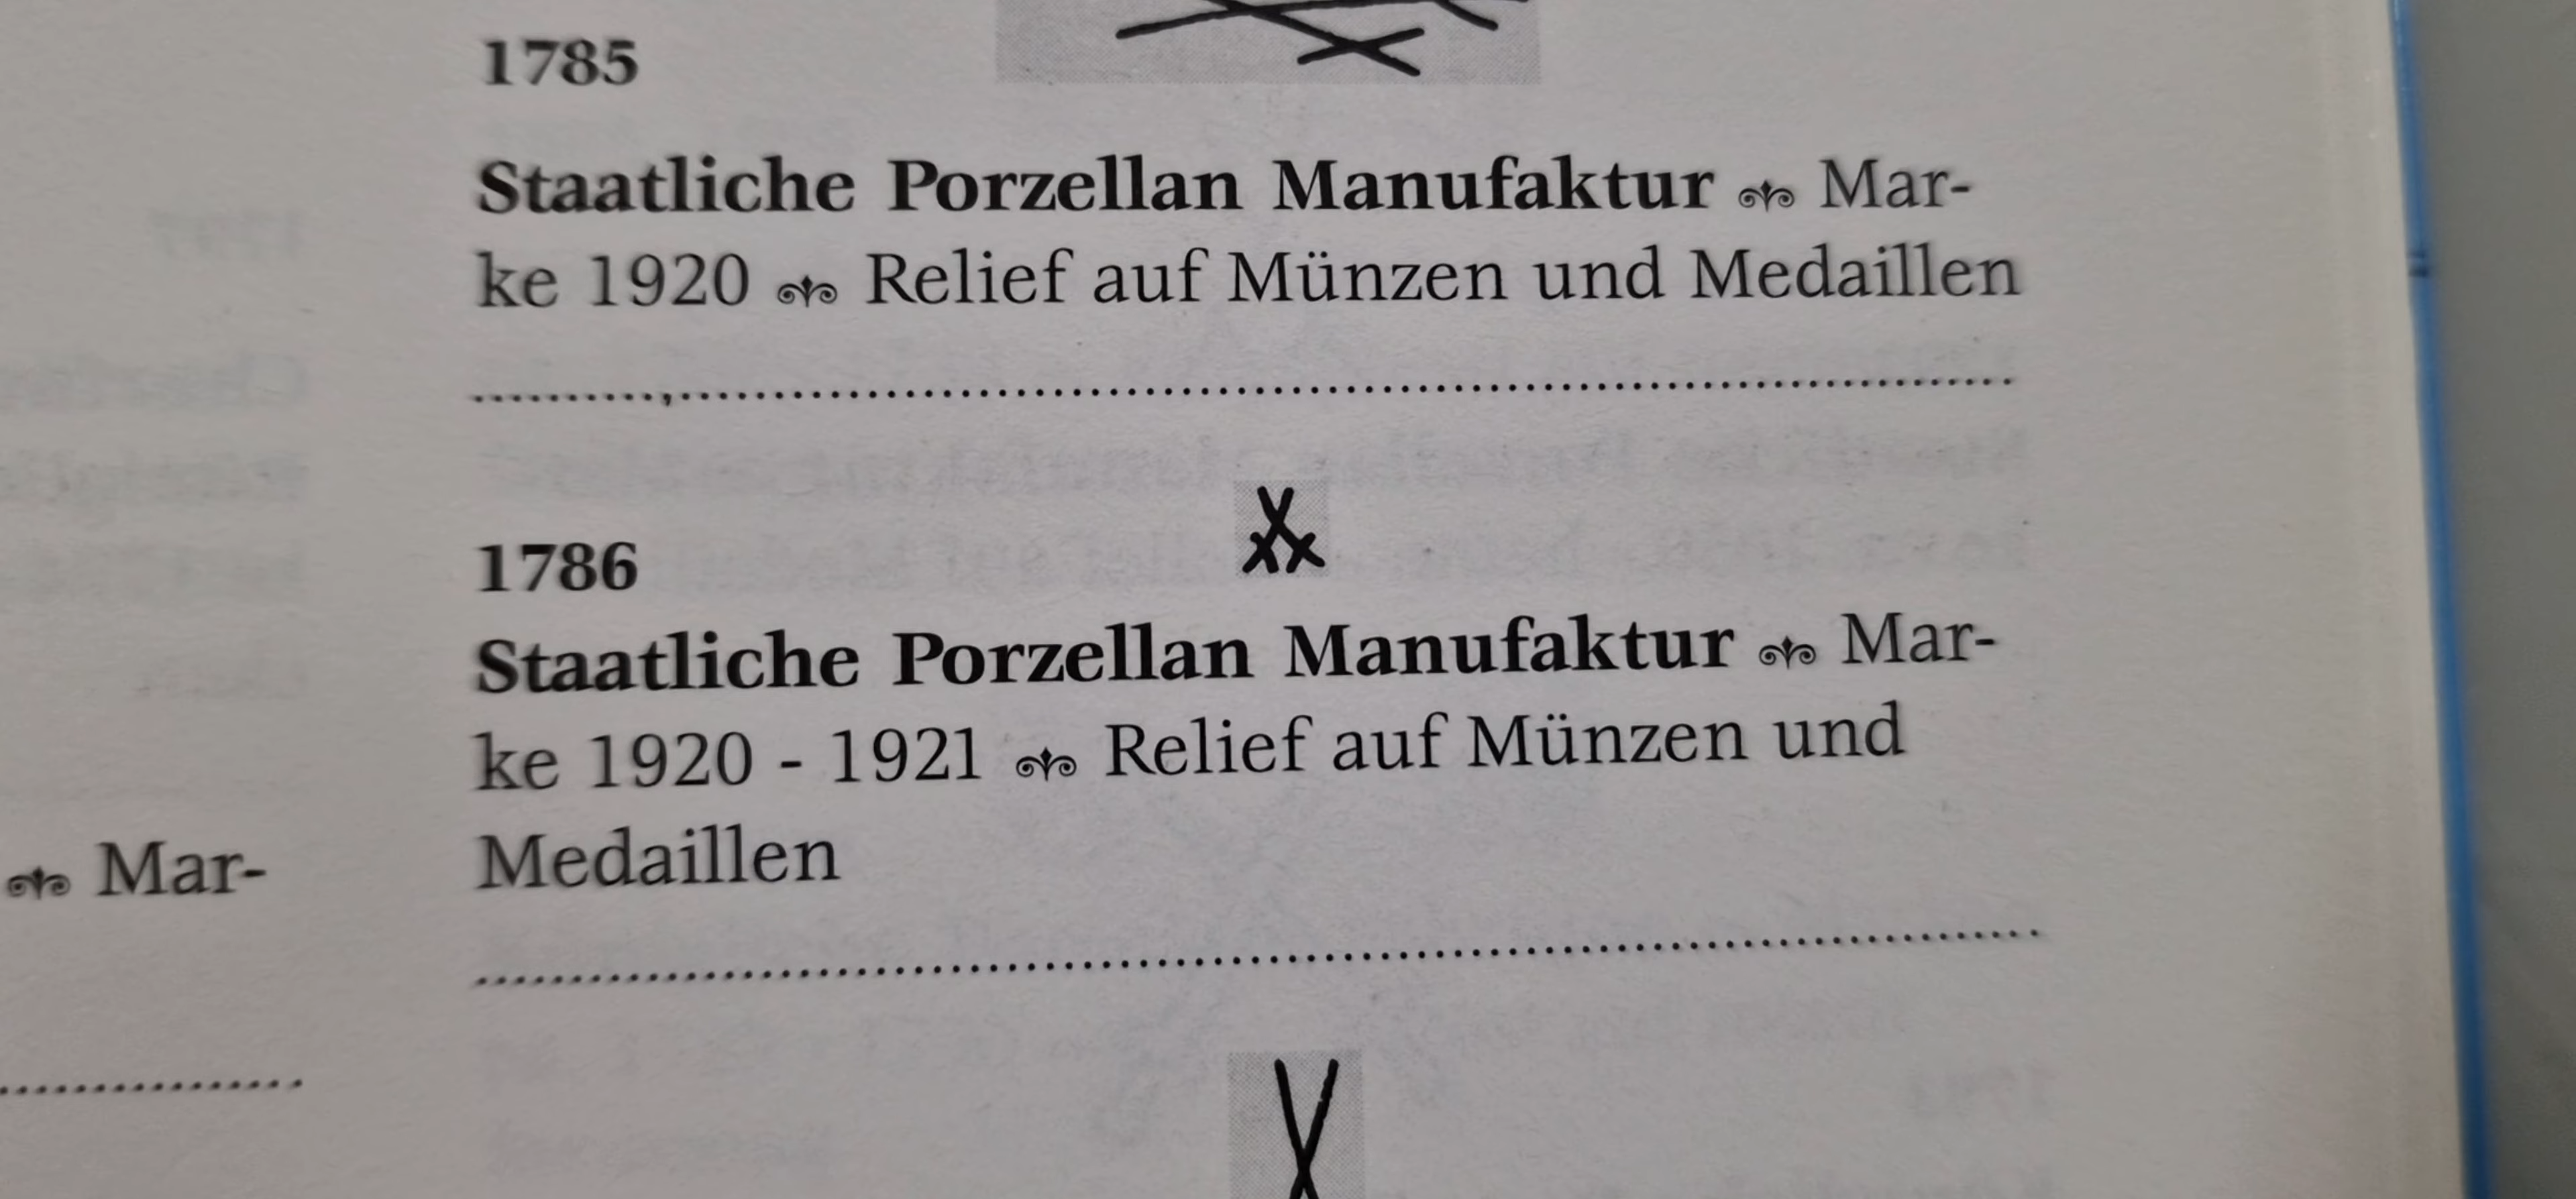 1785
Staatliche Porzellan Manufaktur Mar-
ke 1920 Relief auf Münzen und Medaillen
1786
Staatliche Porzellan Manufaktur Mar-
ke 1920 - 1921 Relief auf Münzen und
Medaillen
Mar-